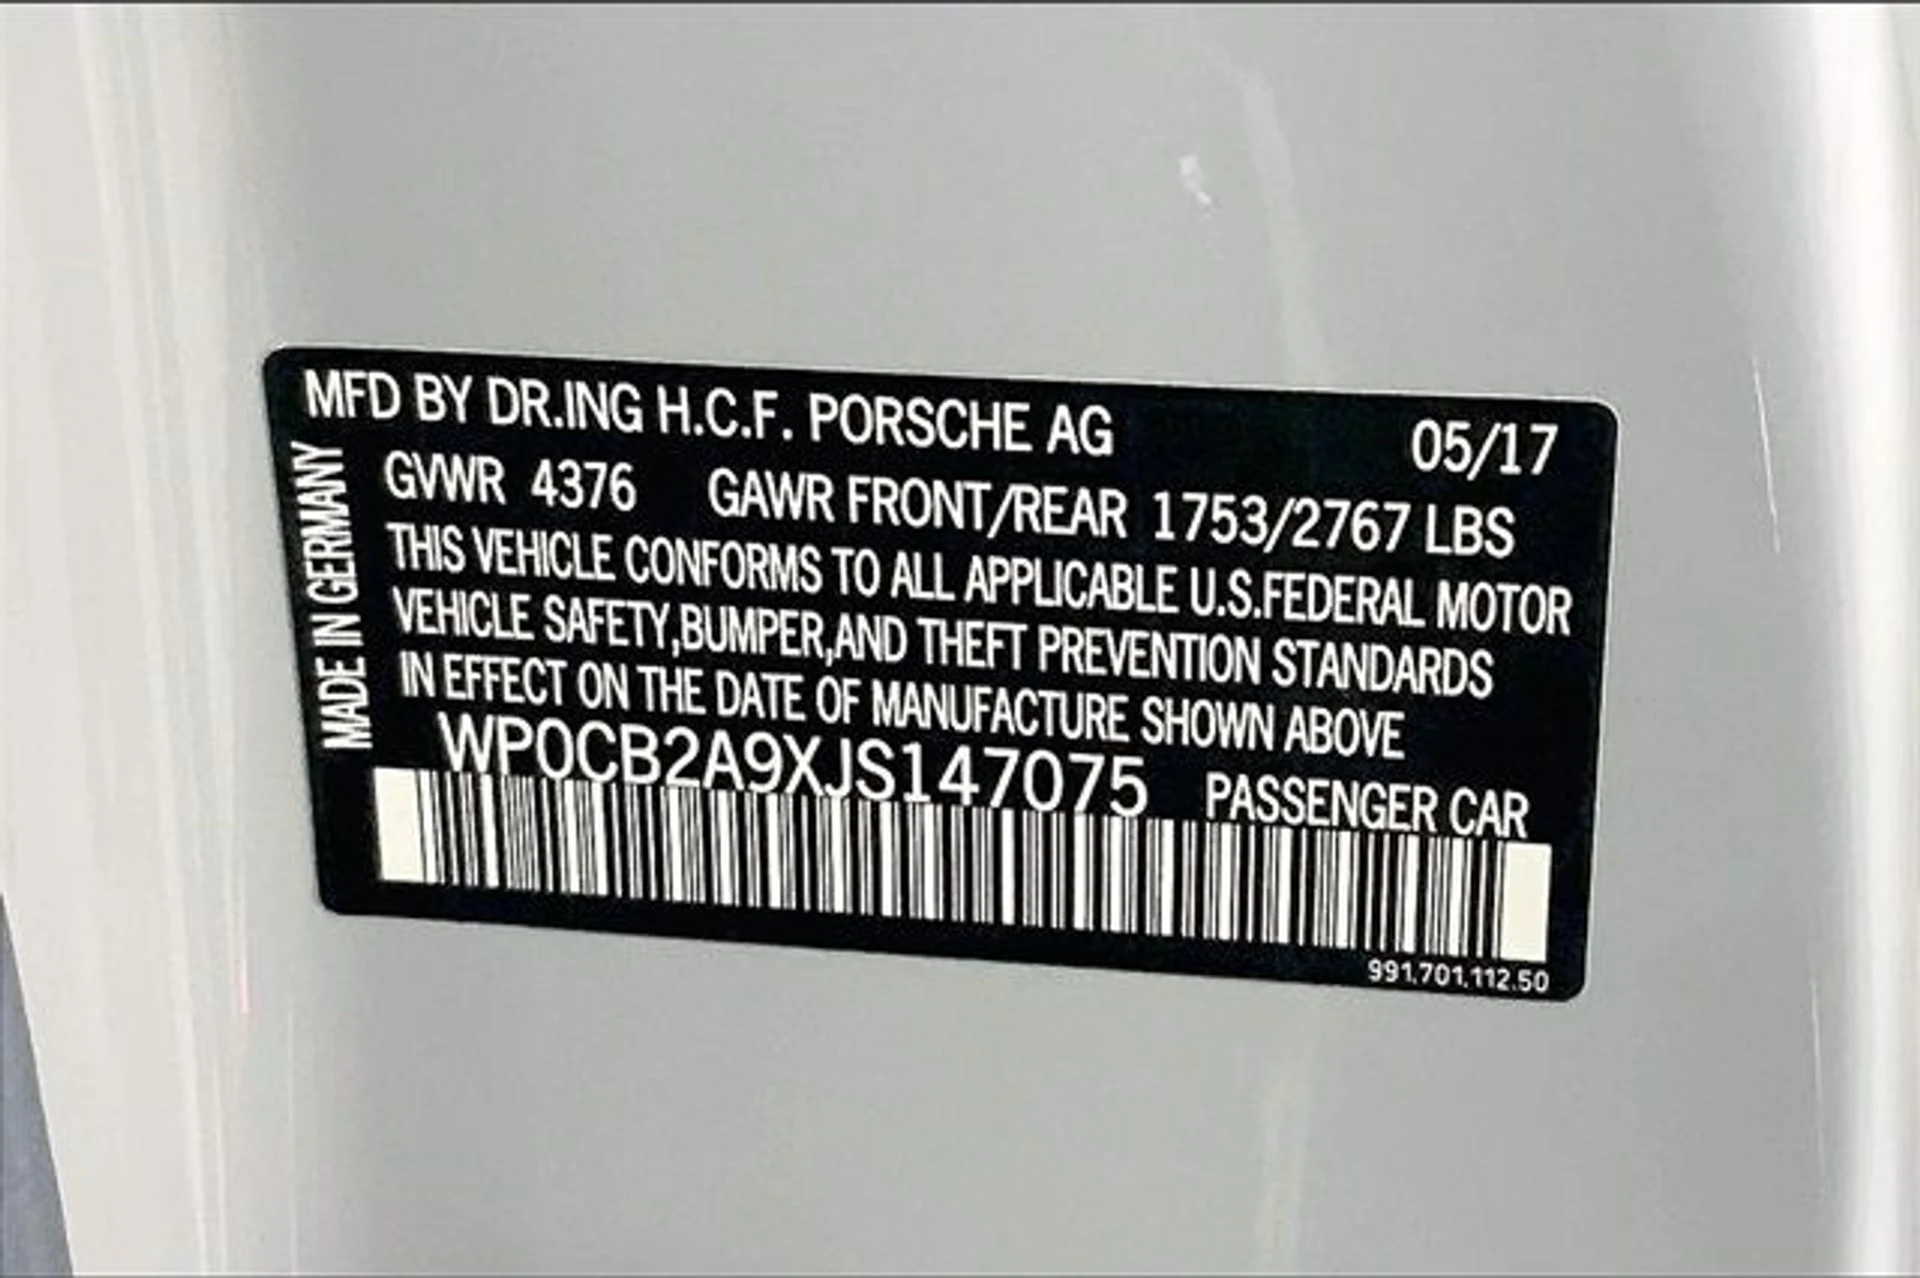 MFD BY DR.ING H.C.F. PORSCHE AG 05/17
MADE IN GERMANY
GVWR 4376 GAWR FRONT/REAR 1753/2767 LBS
THIS VEHICLE CONFORMS TO ALL APPLICABLE U.S.FEDERAL MOTOR
VEHICLE SAFETY,BUMPER,AND THEFT PREVENTION STANDARDS
IN EFFECT ON THE DATE OF MANUFACTURE SHOWN ABOVE
WP0CB2A9XJS147075 PASSENGER CAR
991.701.112.50